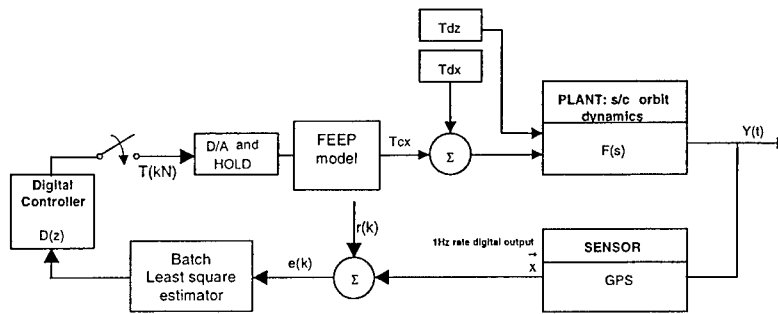 Tdz
Tdx
PLANT: s/c orbit
dynamics
F(s)
Y(t)
D/A and
HOLD
FEEP
model
Tcx
Σ
T(kN)
Digital
Controller
D(z)
r(k)
1Hz rate digital output
X
SENSOR
GPS
Batch
Least square
estimator
e(k)
Σ